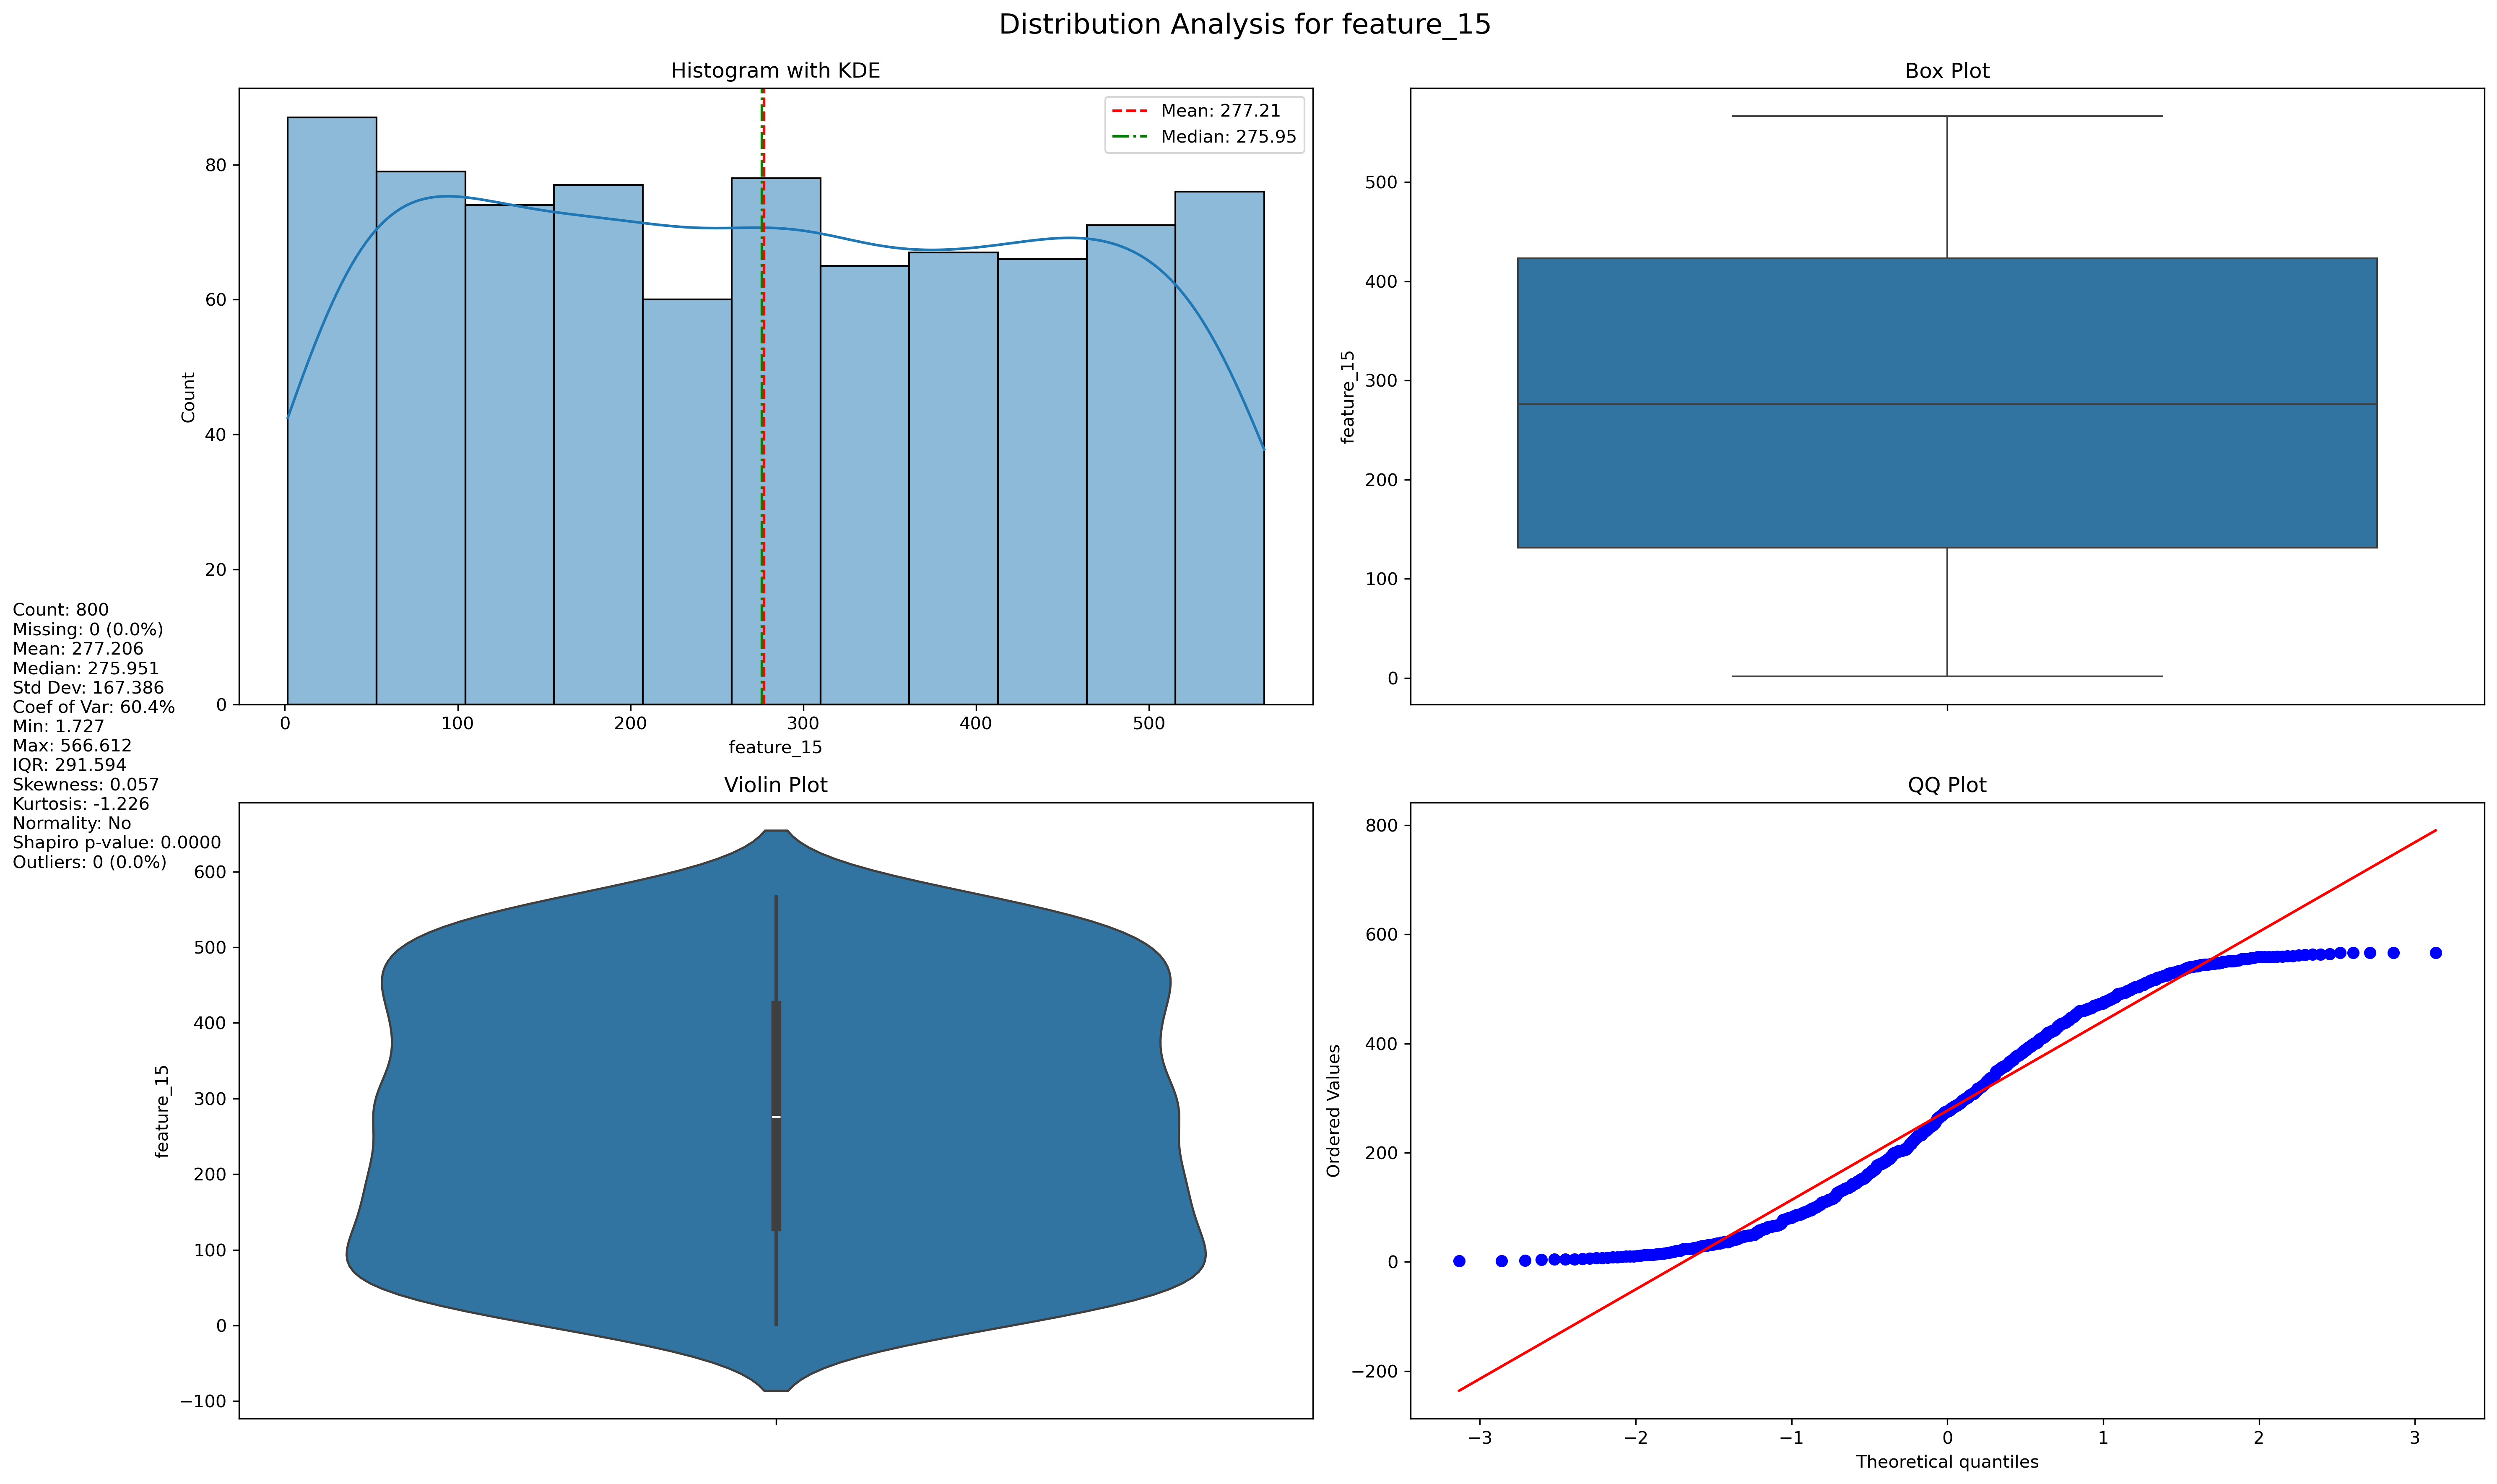 Distribution Analysis for feature_15
Histogram with KDE
Mean: 277.21
Median: 275.95
80
60
40
20
0
Count
0 100 200 300 400 500
feature_15
Box Plot
500
400
300
200
100
0
feature_15
Count: 800
Missing: 0 (0.0%)
Mean: 277.206
Median: 275.951
Std Dev: 167.386
Coef of Var: 60.4%
Min: 1.727
Max: 566.612
IQR: 291.594
Skewness: 0.057
Kurtosis: -1.226
Normality: No
Shapiro p-value: 0.0000
Outliers: 0 (0.0%)
Violin Plot
600
500
400
300
200
100
0
−100
feature_15
QQ Plot
800
600
400
200
0
−200
Ordered Values
−3 −2 −1 0 1 2 3
Theoretical quantiles